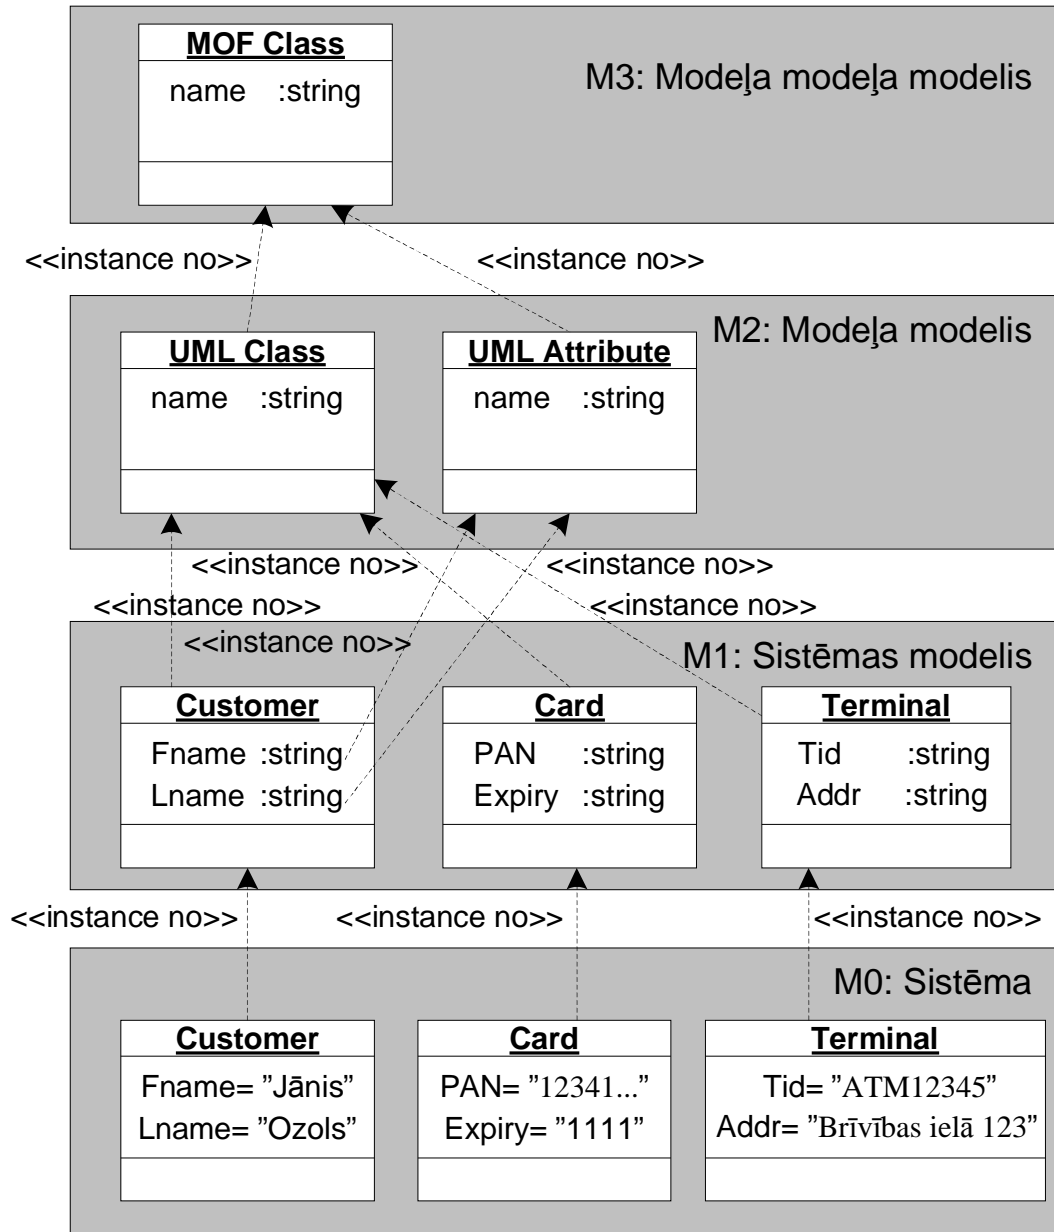 MOF Class
name :string
M3: Modeļa modeļa modelis
<<instance no>> <<instance no>>
M2: Modeļa modelis
UML Class
name :string
UML Attribute
name :string
<<instance no>> <<instance no>>
<<instance no>> <<instance no>>
<<instance no>>
M1: Sistēmas modelis
Customer
Fname :string
Lname :string
Card
PAN :string
Expiry :string
Terminal
Tid :string
Addr :string
<<instance no>> <<instance no>> <<instance no>>
M0: Sistēma
Customer
Fname= "Jānis"
Lname= "Ozols"
Card
PAN= "12341..."
Expiry= "1111"
Terminal
Tid= "ATM12345"
Addr= "Brīvības ielā 123"